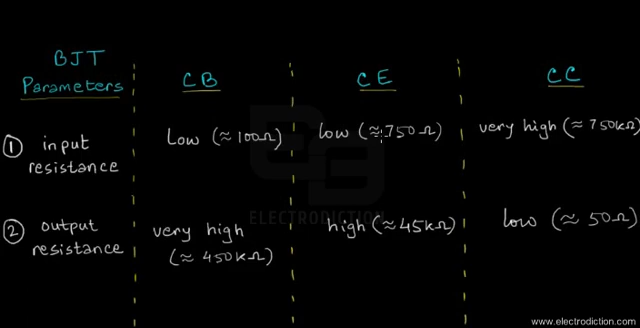 BJT
Parameters
CB
CE
CC
① input
resistance
Low (≈ 100Ω)
low (≈ 750Ω)
very high (≈ 750kΩ)
② output
resistance
very high
(≈ 450kΩ)
high (≈ 45kΩ)
low (≈ 50Ω)
ELECTRODICTION
www.electrodiction.com